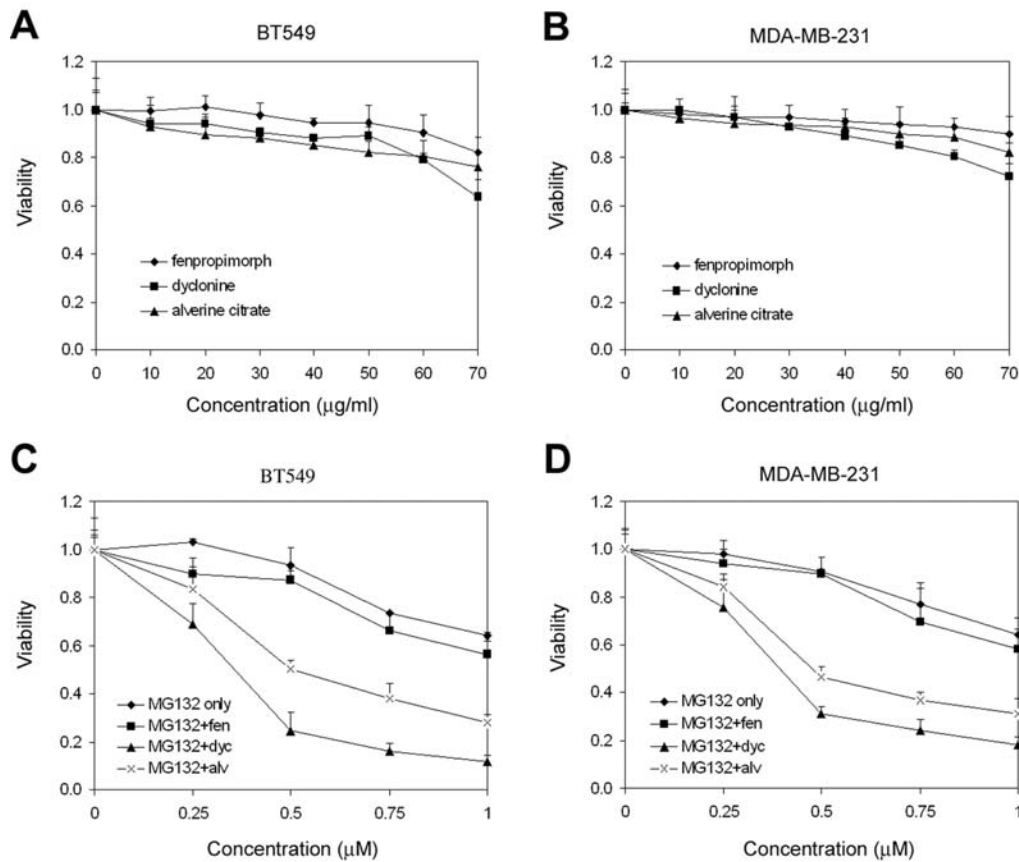 A
BT549
1.2
1.0
0.8
0.6
0.4
0.2
0.0
Viability
fenpropimorph
dyclonine
alverine citrate
0 10 20 30 40 50 60 70
Concentration (μg/ml)
B
MDA-MB-231
1.2
1.0
0.8
0.6
0.4
0.2
0.0
Viability
fenpropimorph
dyclonine
alverine citrate
0 10 20 30 40 50 60 70
Concentration (μg/ml)
C
BT549
1.2
1.0
0.8
0.6
0.4
0.2
0.0
Viability
MG132 only
MG132+fen
MG132+dyc
MG132+alv
0 0.25 0.5 0.75 1
Concentration (μM)
D
MDA-MB-231
1.2
1.0
0.8
0.6
0.4
0.2
0.0
Viability
MG132 only
MG132+fen
MG132+dyc
MG132+alv
0 0.25 0.5 0.75 1
Concentration (μM)